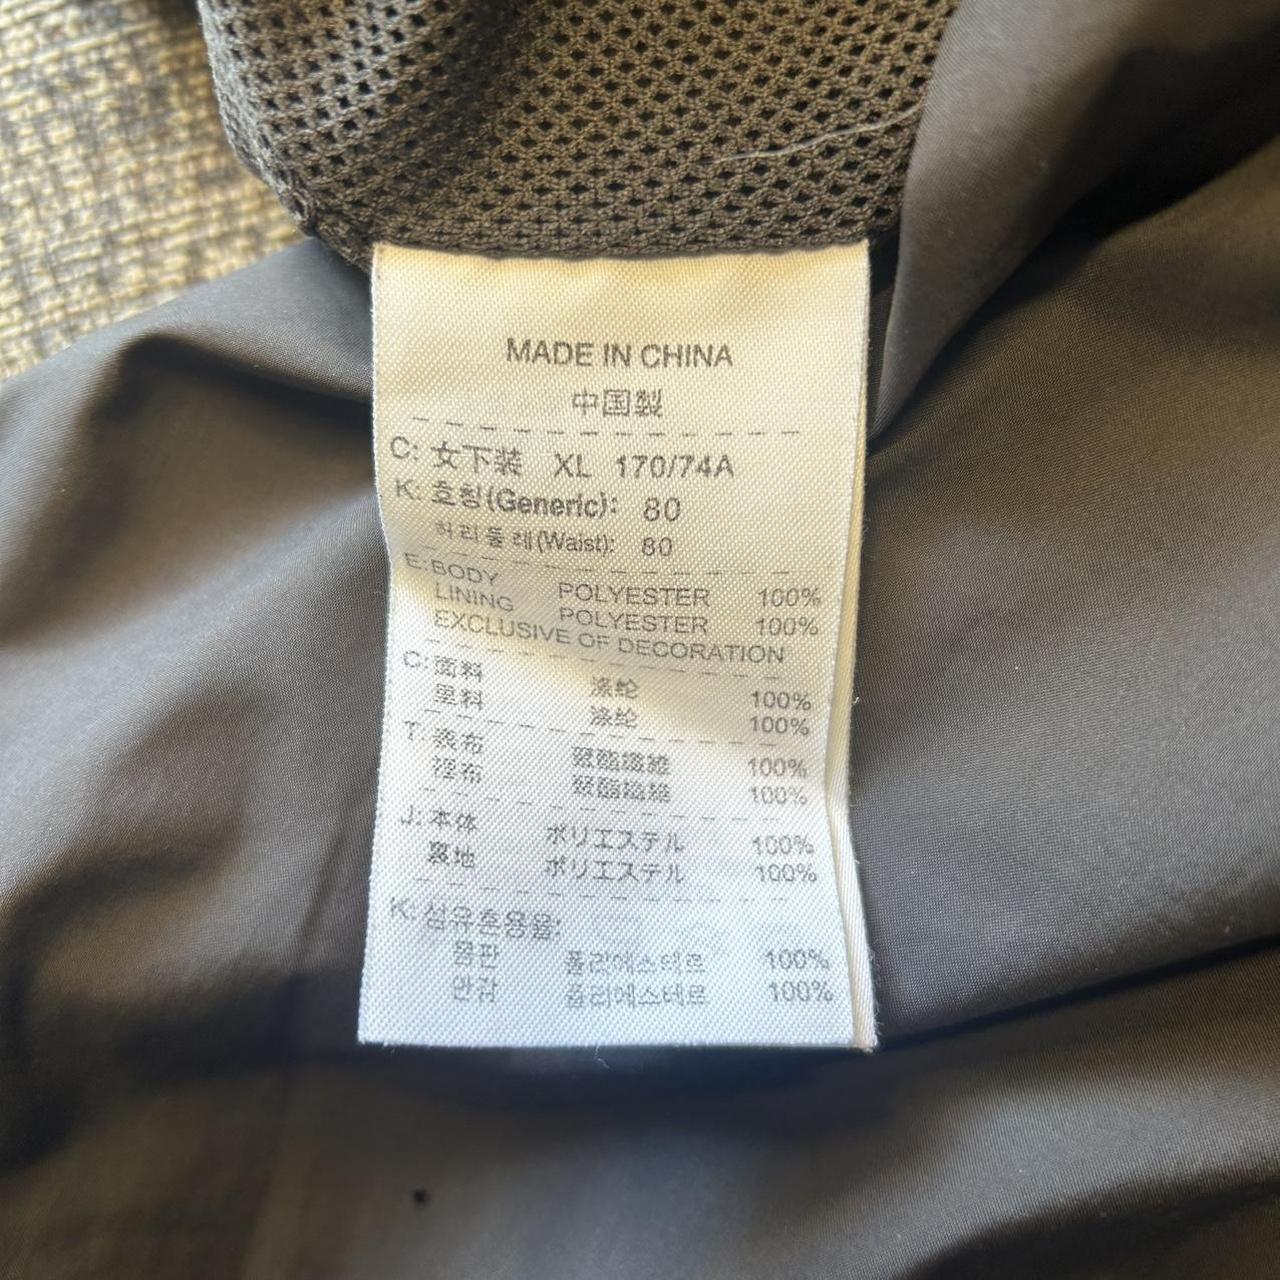 MADE IN CHINA
中国製
C: 女下装 XL 170/74A
K: 호칭(Generic): 80
허리둘레(Waist): 80
E: BODY POLYESTER 100%
LINING POLYESTER 100%
EXCLUSIVE OF DECORATION
C: 面料 涤纶 100%
里料 涤纶 100%
T: 表布 聚酯纖維 100%
裡布 聚酯纖維 100%
J: 本体 ポリエステル 100%
裏地 ポリエステル 100%
K: 섬유혼용율:
몸판 폴리에스테르 100%
안감 폴리에스테르 100%